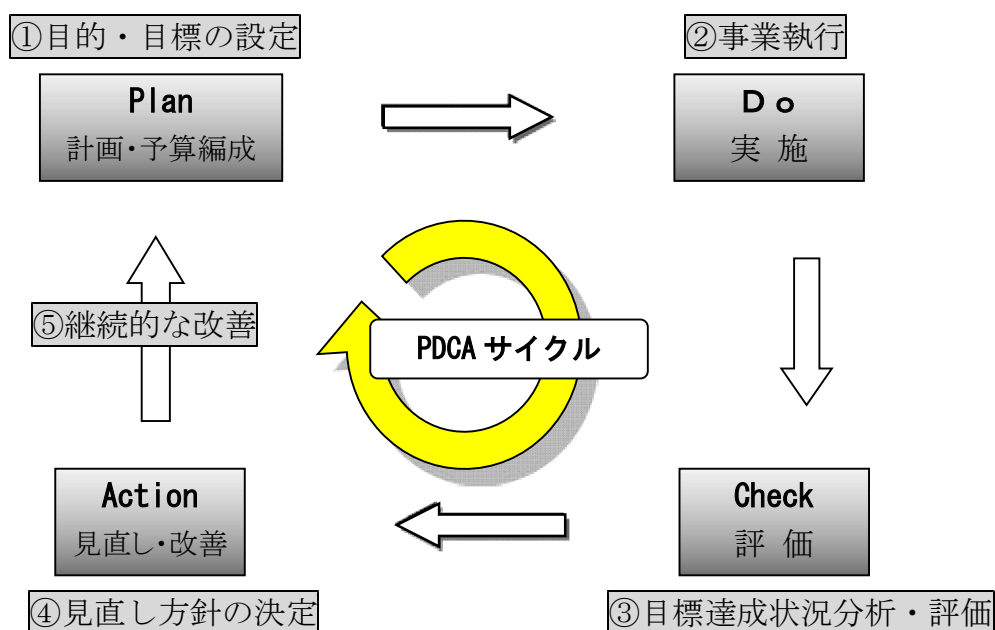 ①目的・目標の設定
Plan
計画・予算編成
②事業執行
Ｄｏ
実 施
⑤継続的な改善
PDCA サイクル
Action
見直し・改善
④見直し方針の決定
Check
評 価
③目標達成状況分析・評価